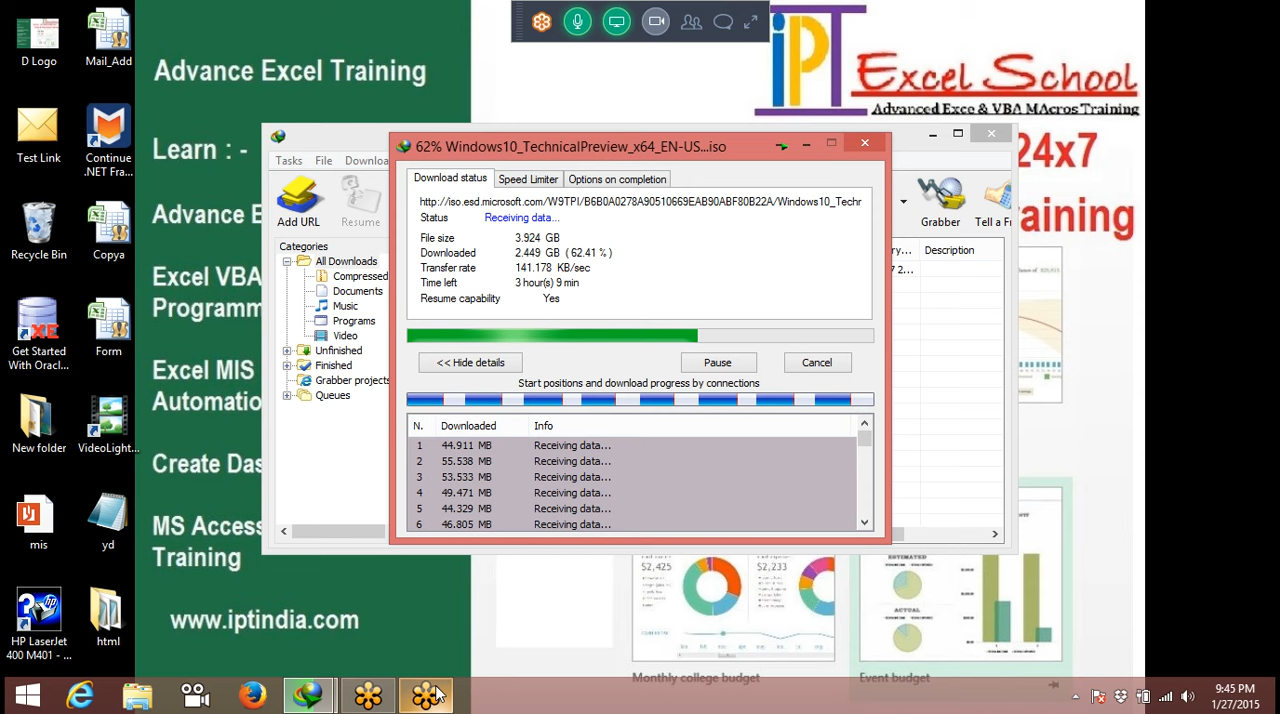 D Logo
Mail_Add
Test Link
Continue
.NET Fra...
Recycle Bin
Copya
Get Started
With Oracl...
Form
New folder
VideoLight...
mis
yd
HP LaserJet
400 M401 - ...
html
Advance Excel Training
Learn : -
Advance E
Excel VBA
Programm
Excel MIS
Automatio
Create Das
MS Access
Training
www.iptindia.com
iPT
Excel School
Advanced Exce & VBA MAcros Training
24x7
raining
Tasks File Downloa
Add URL
Resume
Grabber
Tell a Fr
Categories
All Downloads
Compressed
Documents
Music
Programs
Video
Unfinished
Finished
Grabber projects
Queues
ry...
Description
7 2...
62% Windows10_TechnicalPreview_x64_EN-US...iso
Download status
Speed Limiter
Options on completion
http://iso.esd.microsoft.com/W9TPI/B6B0A0278A90510669EAB90ABF80B22A/Windows10_Techr
Status Receiving data...
File size 3.924 GB
Downloaded 2.449 GB ( 62.41 % )
Transfer rate 141.178 KB/sec
Time left 3 hour(s) 9 min
Resume capability Yes
<< Hide details
Pause
Cancel
Start positions and download progress by connections
N. Downloaded Info
1 44.911 MB Receiving data...
2 55.538 MB Receiving data...
3 53.533 MB Receiving data...
4 49.471 MB Receiving data...
5 44.329 MB Receiving data...
6 46.805 MB Receiving data...
$2,425
$2,233
ESTIMATED
ACTUAL
Monthly college budget
Event budget
9:45 PM
1/27/2015